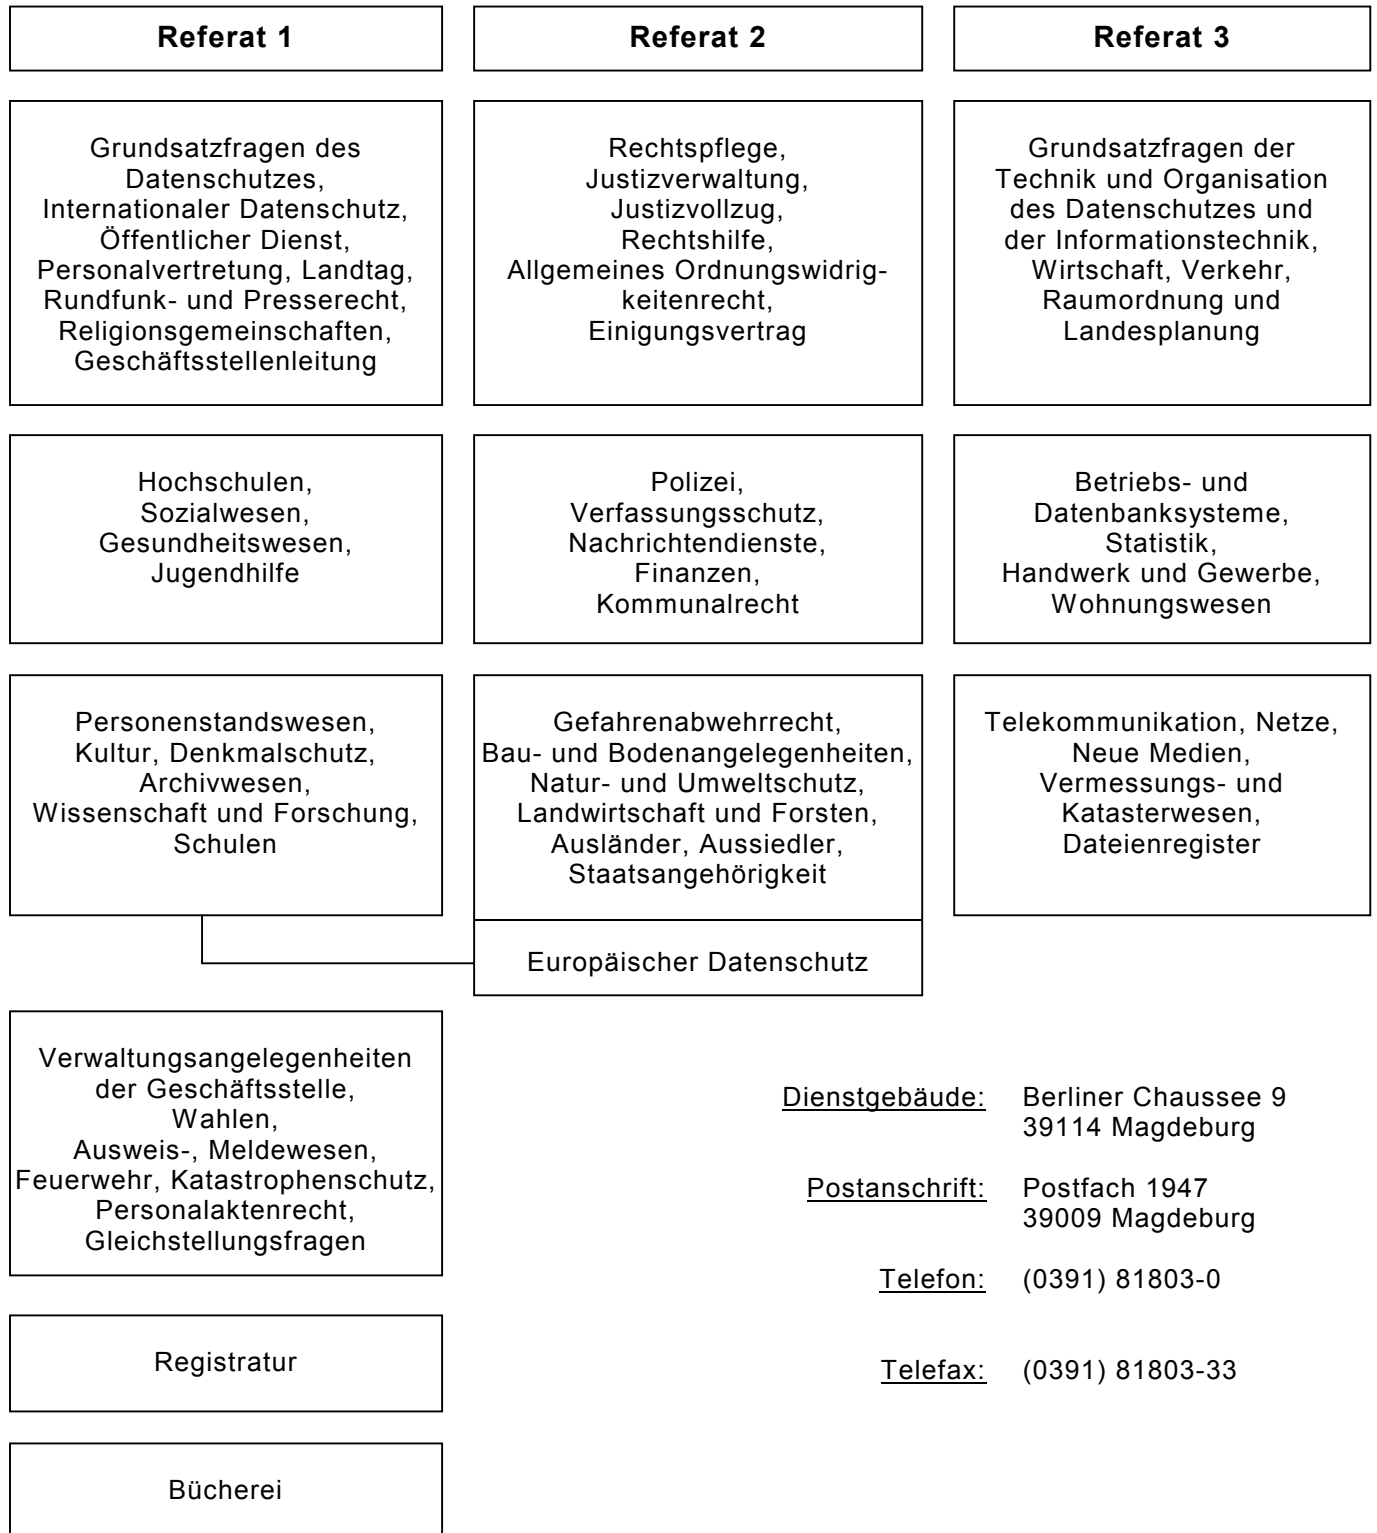 Referat 1
Referat 2
Referat 3
Grundsatzfragen des
Datenschutzes,
Internationaler Datenschutz,
Öffentlicher Dienst,
Personalvertretung, Landtag,
Rundfunk- und Presserecht,
Religionsgemeinschaften,
Geschäftsstellenleitung
Rechtspflege,
Justizverwaltung,
Justizvollzug,
Rechtshilfe,
Allgemeines Ordnungswidrig-
keitenrecht,
Einigungsvertrag
Grundsatzfragen der
Technik und Organisation
des Datenschutzes und
der Informationstechnik,
Wirtschaft, Verkehr,
Raumordnung und
Landesplanung
Hochschulen,
Sozialwesen,
Gesundheitswesen,
Jugendhilfe
Polizei,
Verfassungsschutz,
Nachrichtendienste,
Finanzen,
Kommunalrecht
Betriebs- und
Datenbanksysteme,
Statistik,
Handwerk und Gewerbe,
Wohnungswesen
Personenstandswesen,
Kultur, Denkmalschutz,
Archivwesen,
Wissenschaft und Forschung,
Schulen
Gefahrenabwehrrecht,
Bau- und Bodenangelegenheiten,
Natur- und Umweltschutz,
Landwirtschaft und Forsten,
Ausländer, Aussiedler,
Staatsangehörigkeit
Telekommunikation, Netze,
Neue Medien,
Vermessungs- und
Katasterwesen,
Dateienregister
Europäischer Datenschutz
Verwaltungsangelegenheiten
der Geschäftsstelle,
Wahlen,
Ausweis-, Meldewesen,
Feuerwehr, Katastrophenschutz,
Personalaktenrecht,
Gleichstellungsfragen
Dienstgebäude: Berliner Chaussee 9
39114 Magdeburg
Postanschrift: Postfach 1947
39009 Magdeburg
Telefon: (0391) 81803-0
Telefax: (0391) 81803-33
Registratur
Bücherei